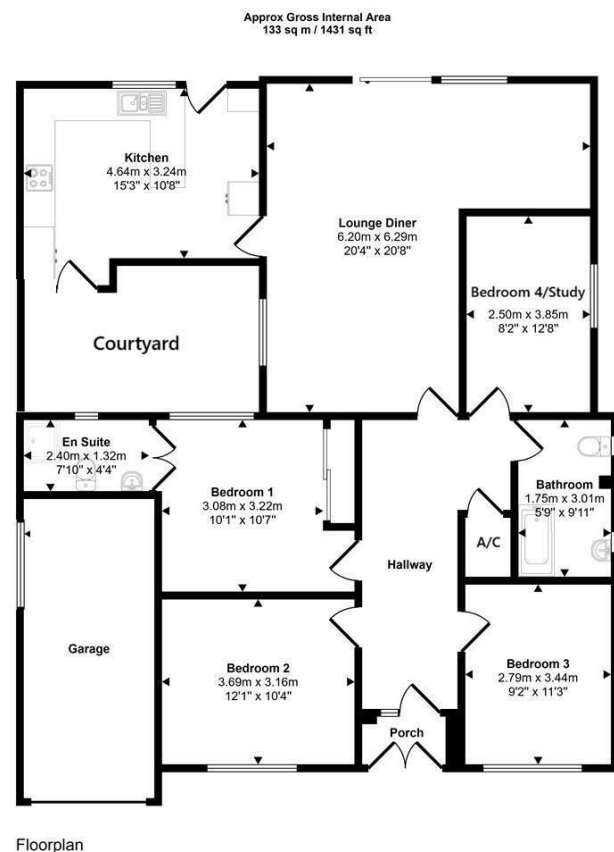 Approx Gross Internal Area
133 sq m / 1431 sq ft
Kitchen
4.64m x 3.24m
15'3" x 10'8"
Lounge Diner
6.20m x 6.29m
20'4" x 20'8"
Bedroom 4/Study
2.50m x 3.85m
8'2" x 12'8"
Courtyard
En Suite
2.40m x 1.32m
7'10" x 4'4"
Bedroom 1
3.08m x 3.22m
10'1" x 10'7"
Bathroom
1.75m x 3.01m
5'9" x 9'11"
A/C
Hallway
Garage
Bedroom 2
3.69m x 3.16m
12'1" x 10'4"
Bedroom 3
2.79m x 3.44m
9'2" x 11'3"
Porch
Floorplan